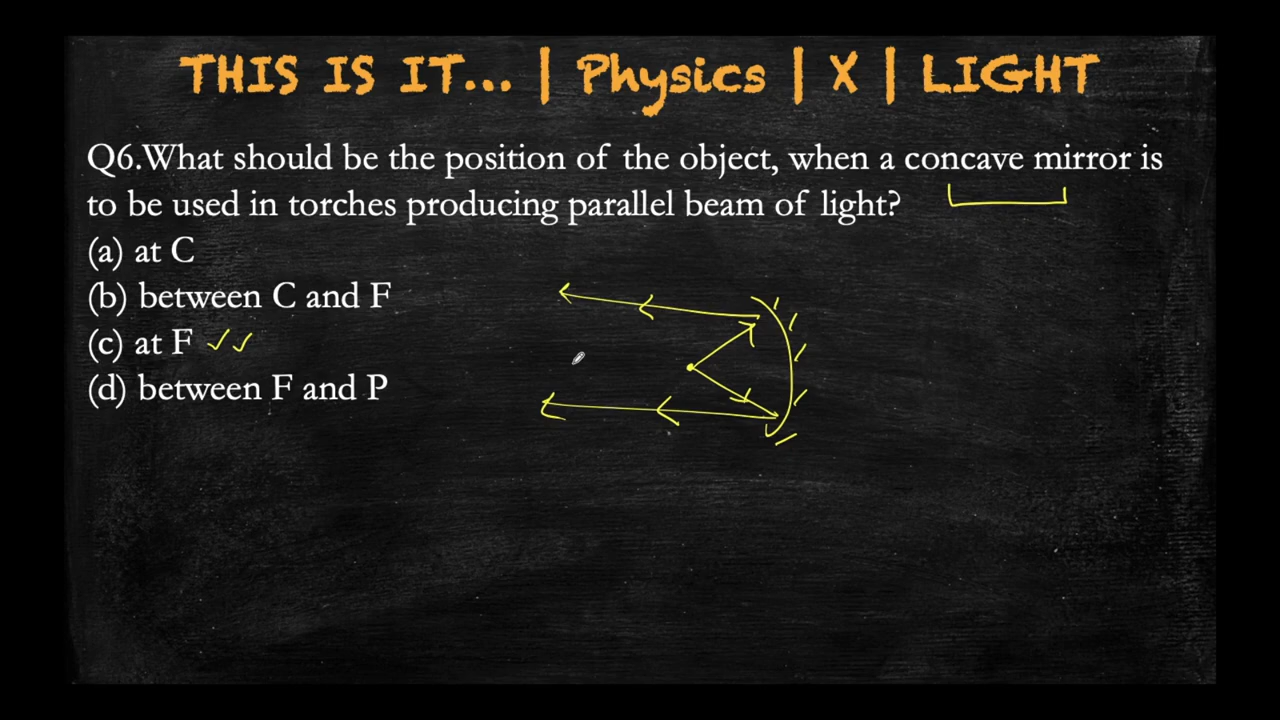 THIS IS IT... | Physics | X | LIGHT
Q6.What should be the position of the object, when a concave mirror is
to be used in torches producing parallel beam of light?
(a) at C
(b) between C and F
(c) at F ✓✓
(d) between F and P